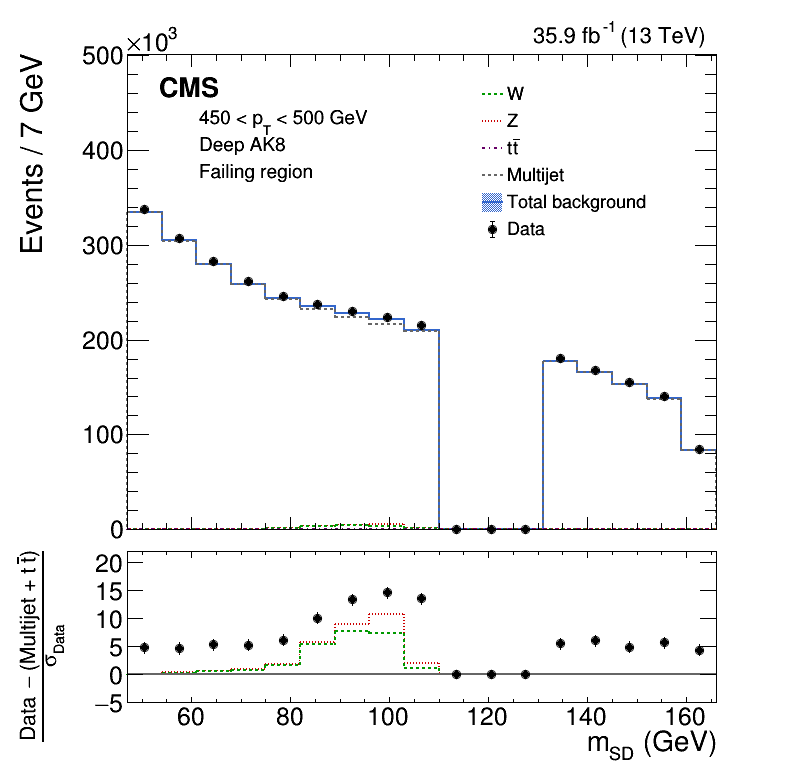 ×10³
35.9 fb⁻¹ (13 TeV)
Events / 7 GeV
500
400
300
200
100
0
CMS
450 < p_T < 500 GeV
Deep AK8
Failing region
W
Z
tt̄
Multijet
Total background
Data
Data − (Multijet + t t̄)
σ_Data
20
15
10
5
0
−5
60 80 100 120 140 160
m_SD (GeV)